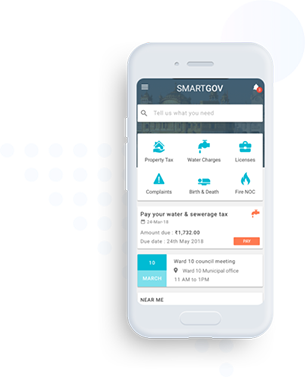 SMARTGOV
Tell us what you need
Property Tax
Water Charges
Licenses
Complaints
Birth & Death
Fire NOC
Pay your water & sewerage tax
24-Mar-18
Amount due : ₹1,732.00
Due date : 24th May 2018
PAY
10
MARCH
Ward 10 council meeting
Ward 10 Municipal office
11 AM to 1PM
NEAR ME